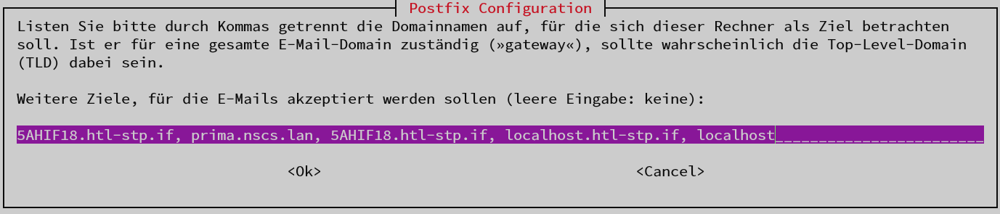 Postfix Configuration
Listen Sie bitte durch Kommas getrennt die Domainnamen auf, für die sich dieser Rechner als Ziel betrachten
soll. Ist er für eine gesamte E-Mail-Domain zuständig (»gateway«), sollte wahrscheinlich die Top-Level-Domain
(TLD) dabei sein.
Weitere Ziele, für die E-Mails akzeptiert werden sollen (leere Eingabe: keine):
5AHIF18.htl-stp.if, prima.nscs.lan, 5AHIF18.htl-stp.if, localhost.htl-stp.if, localhost________________________
<Ok> <Cancel>